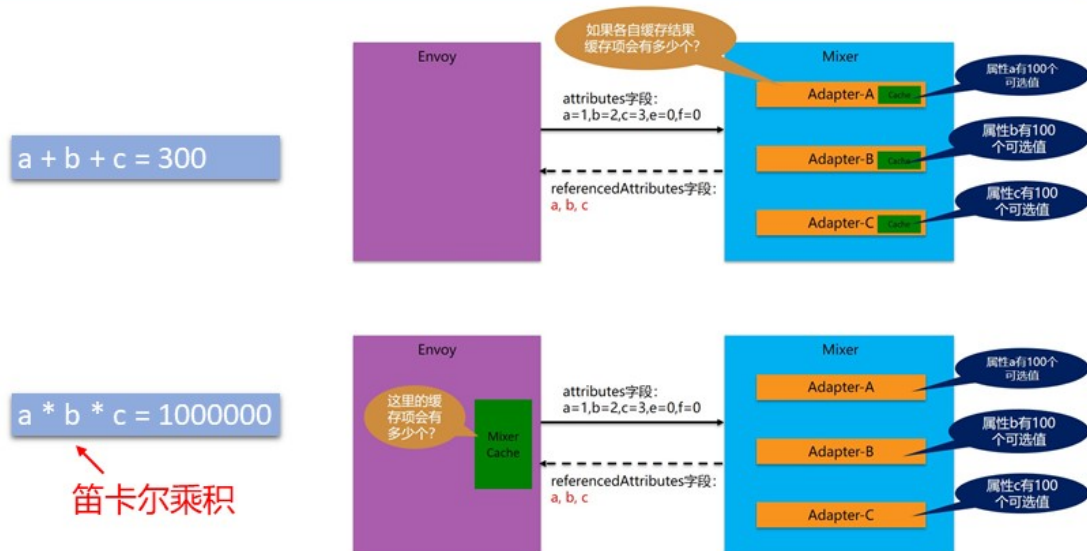 如果各自缓存结果
缓存项会有多少个?
Envoy
Mixer
属性a有100个
可选值
Adapter-A
Cache
attributes字段:
a=1,b=2,c=3,e=0,f=0
a + b + c = 300
属性b有100
个可选值
Adapter-B
Cache
referencedAttributes字段:
a, b, c
属性c有100
个可选值
Adapter-C
Cache
Envoy
Mixer
属性a有100个
可选值
Adapter-A
attributes字段:
a=1,b=2,c=3,e=0,f=0
这里的缓
存项会有
多少个?
Mixer
Cache
a * b * c = 1000000
属性b有100
个可选值
Adapter-B
referencedAttributes字段:
a, b, c
笛卡尔乘积
属性c有100
个可选值
Adapter-C